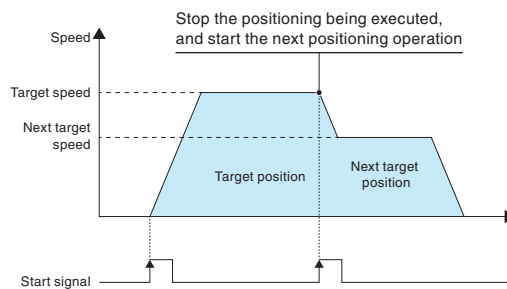 Stop the positioning being executed,
and start the next positioning operation
Speed
Target speed
Next target
speed
Target position
Next target
position
Start signal